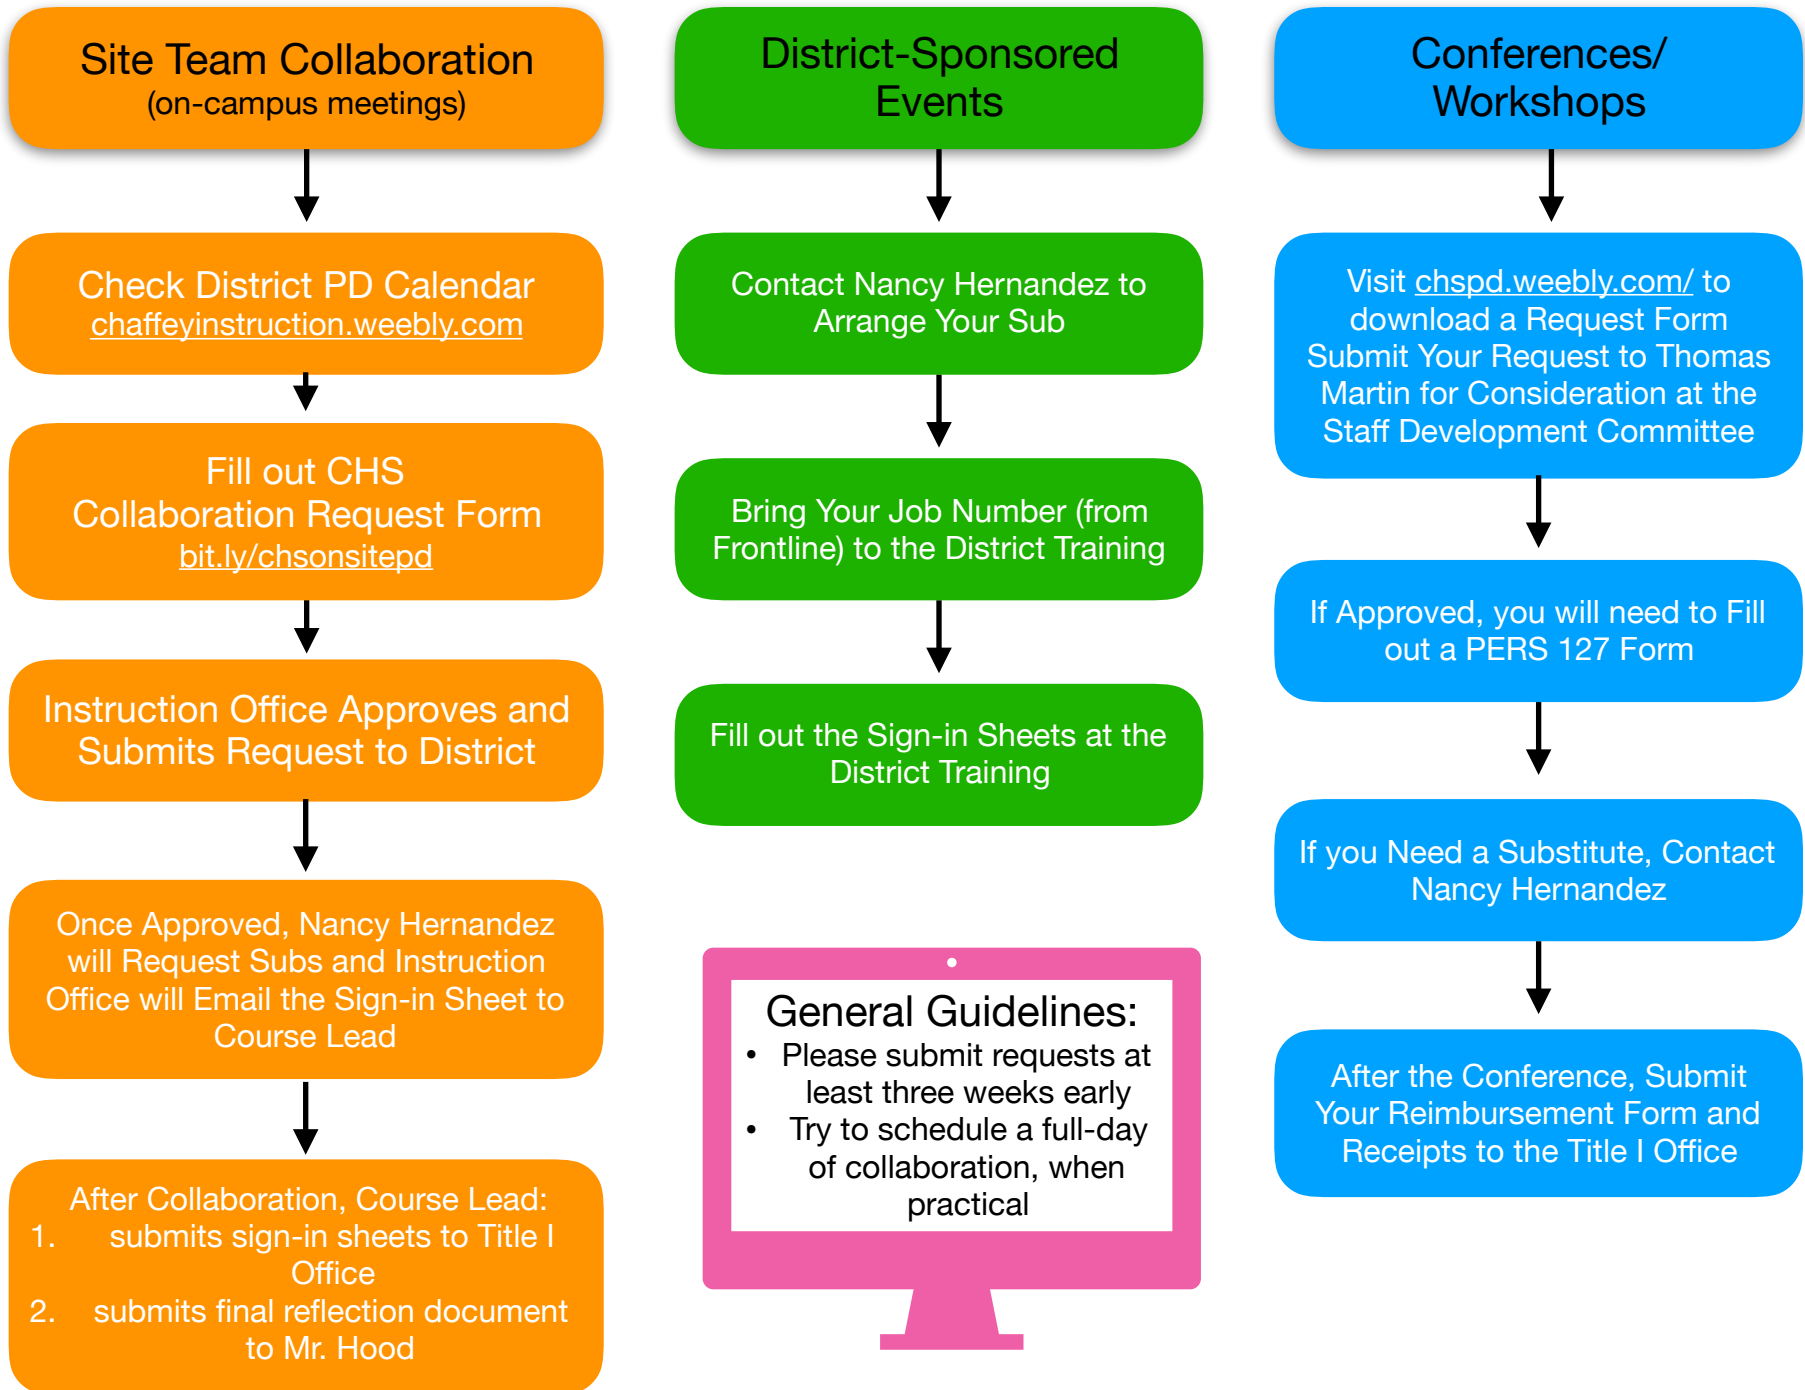 Site Team Collaboration
(on-campus meetings)
Check District PD Calendar
chaffeyinstruction.weebly.com
Fill out CHS
Collaboration Request Form
bit.ly/chsonsitepd
Instruction Office Approves and
Submits Request to District
Once Approved, Nancy Hernandez
will Request Subs and Instruction
Office will Email the Sign-in Sheet to
Course Lead
After Collaboration, Course Lead:
1. submits sign-in sheets to Title I
Office
2. submits final reflection document
to Mr. Hood
District-Sponsored
Events
Contact Nancy Hernandez to
Arrange Your Sub
Bring Your Job Number (from
Frontline) to the District Training
Fill out the Sign-in Sheets at the
District Training
General Guidelines:
• Please submit requests at
least three weeks early
• Try to schedule a full-day
of collaboration, when
practical
Conferences/
Workshops
Visit chspd.weebly.com/ to
download a Request Form
Submit Your Request to Thomas
Martin for Consideration at the
Staff Development Committee
If Approved, you will need to Fill
out a PERS 127 Form
If you Need a Substitute, Contact
Nancy Hernandez
After the Conference, Submit
Your Reimbursement Form and
Receipts to the Title I Office